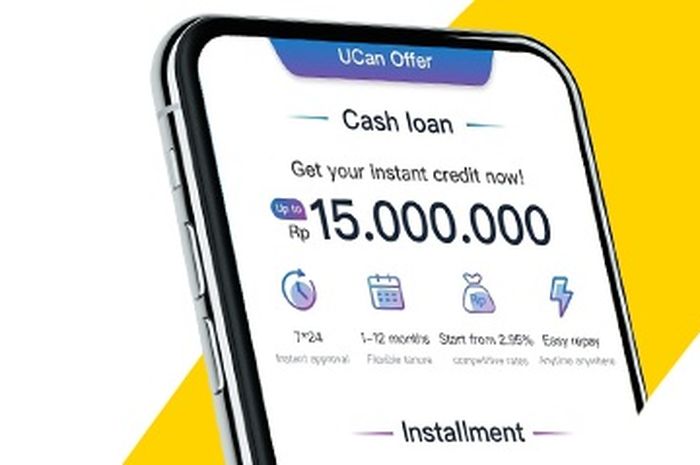 UCan Offer
Cash loan
Get your instant credit now!
Up to
Rp 15.000.000
Rp
7*24 1-12 months Start from 2.95% Easy repay
Instant approval Flexible tenure competitive rates Anytime anywhere
Installment